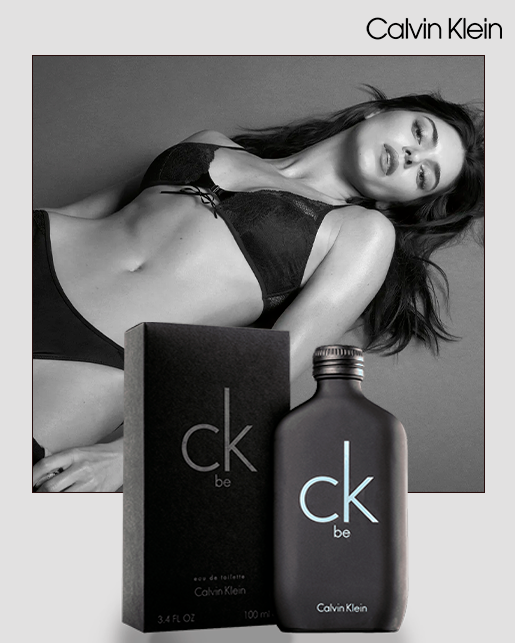 Calvin Klein
ck
be
eau de toilette
Calvin Klein
3.4 FL OZ 100 ml
ck
be
Calvin Klein